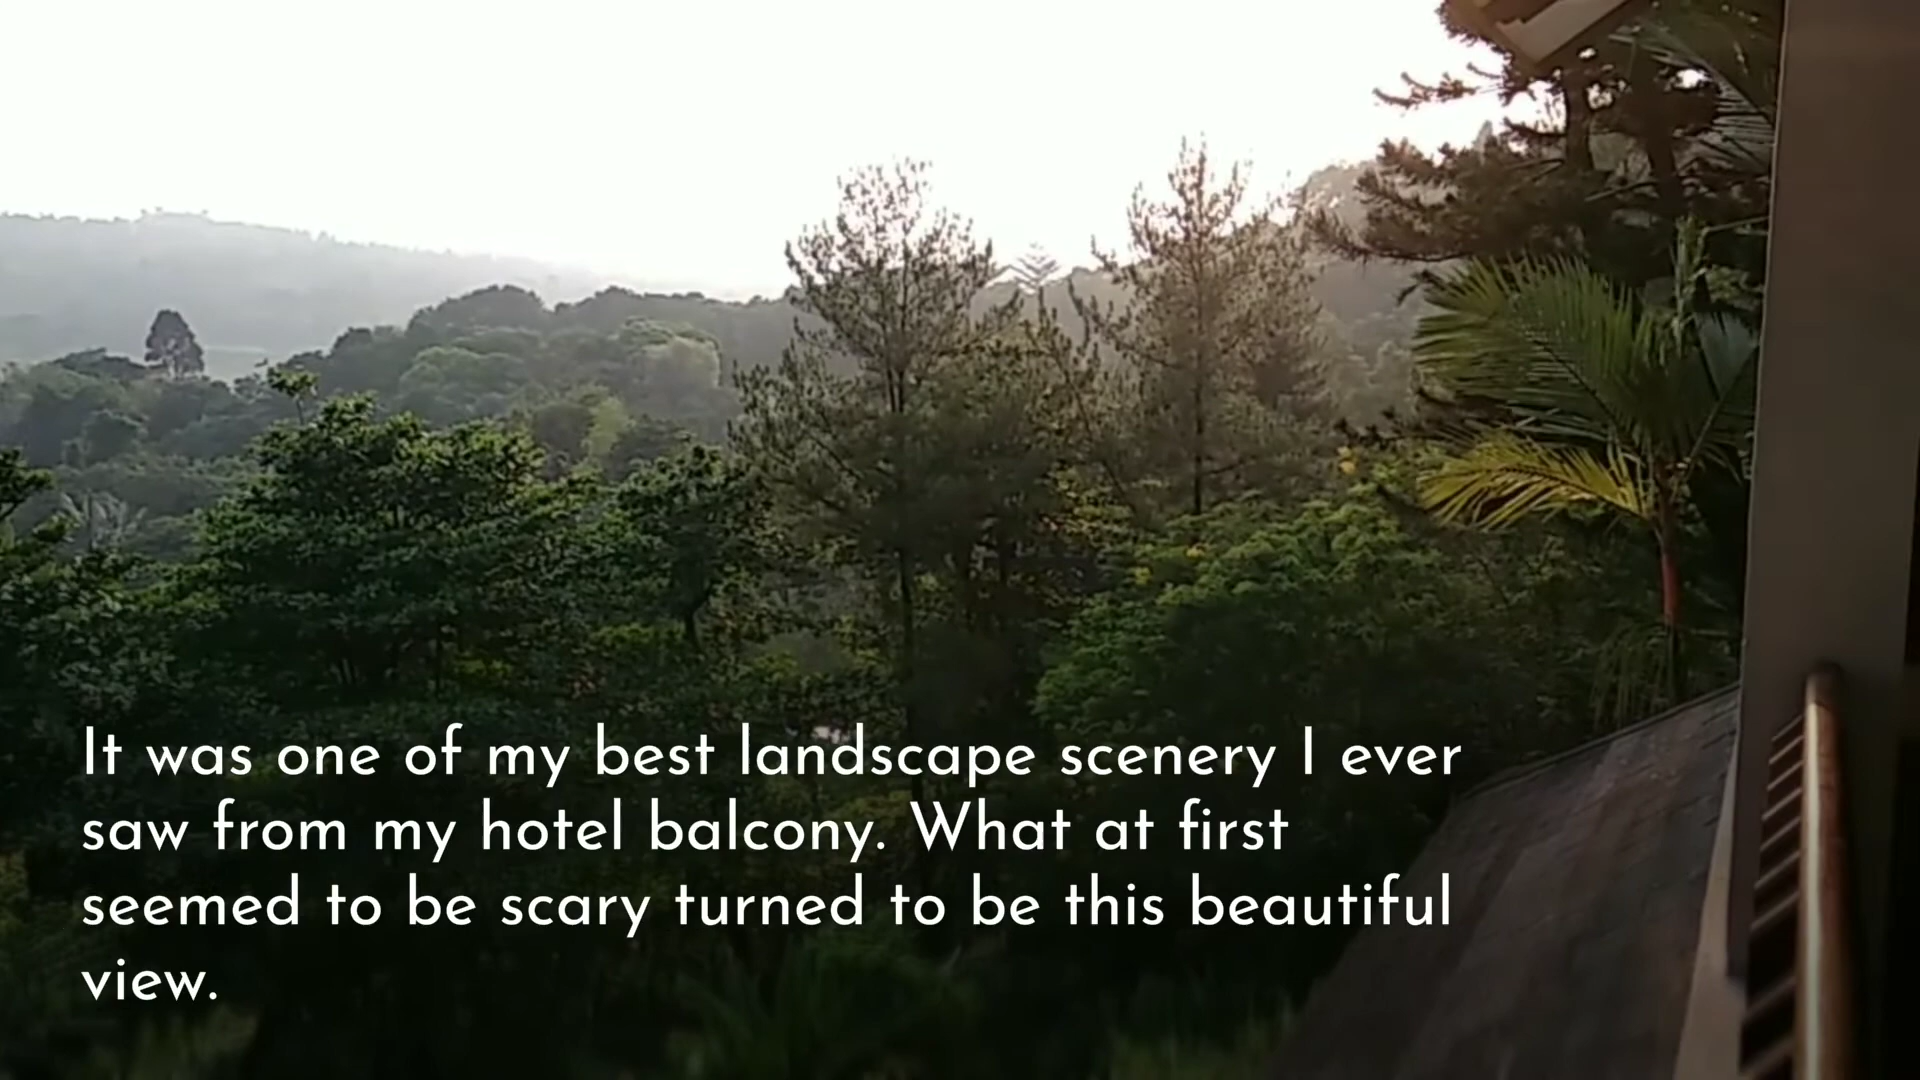 It was one of my best landscape scenery I ever
saw from my hotel balcony. What at first
seemed to be scary turned to be this beautiful
view.